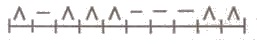 ∧ – ∧ ∧ ∧ – – – ∧ ∧